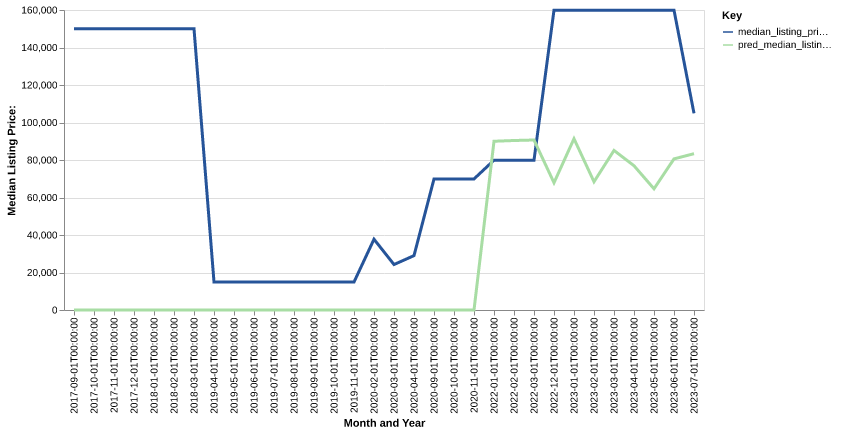 160,000
140,000
120,000
100,000
80,000
60,000
40,000
20,000
0
Median Listing Price:
2017-09-01T00:00:00
2017-10-01T00:00:00
2017-11-01T00:00:00
2017-12-01T00:00:00
2018-01-01T00:00:00
2018-02-01T00:00:00
2018-03-01T00:00:00
2019-04-01T00:00:00
2019-05-01T00:00:00
2019-06-01T00:00:00
2019-07-01T00:00:00
2019-08-01T00:00:00
2019-09-01T00:00:00
2019-10-01T00:00:00
2019-11-01T00:00:00
2020-02-01T00:00:00
2020-03-01T00:00:00
2020-04-01T00:00:00
2020-09-01T00:00:00
2020-10-01T00:00:00
2020-11-01T00:00:00
2022-01-01T00:00:00
2022-02-01T00:00:00
2022-03-01T00:00:00
2022-12-01T00:00:00
2023-01-01T00:00:00
2023-02-01T00:00:00
2023-03-01T00:00:00
2023-04-01T00:00:00
2023-05-01T00:00:00
2023-06-01T00:00:00
2023-07-01T00:00:00
Month and Year
Key
median_listing_pri…
pred_median_listin…